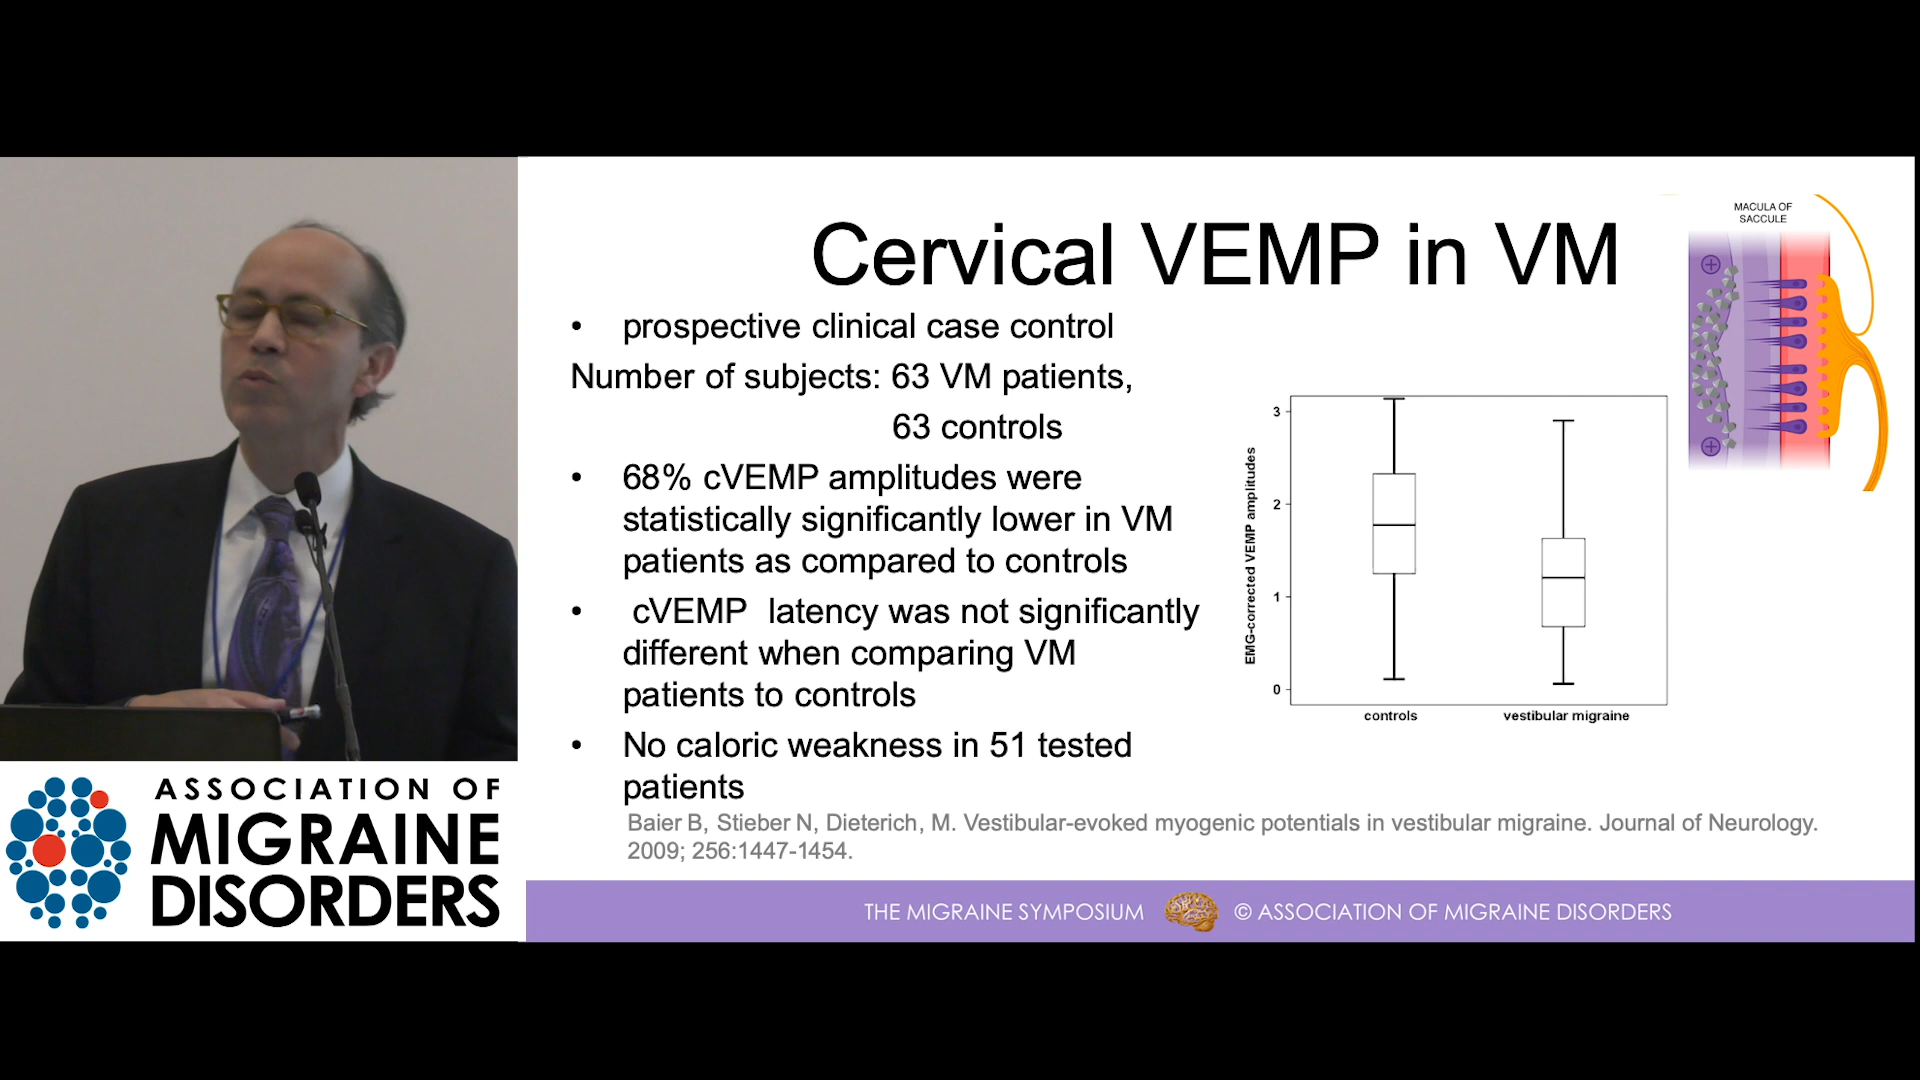 Cervical VEMP in VM
MACULA OF
SACCULE
• prospective clinical case control
Number of subjects: 63 VM patients,
63 controls
• 68% cVEMP amplitudes were
statistically significantly lower in VM
patients as compared to controls
• cVEMP latency was not significantly
different when comparing VM
patients to controls
• No caloric weakness in 51 tested
patients
EMG-corrected VEMP amplitudes
3
2
1
0
controls vestibular migraine
Baier B, Stieber N, Dieterich, M. Vestibular-evoked myogenic potentials in vestibular migraine. Journal of Neurology.
2009; 256:1447-1454.
ASSOCIATION OF
MIGRAINE
DISORDERS
THE MIGRAINE SYMPOSIUM © ASSOCIATION OF MIGRAINE DISORDERS